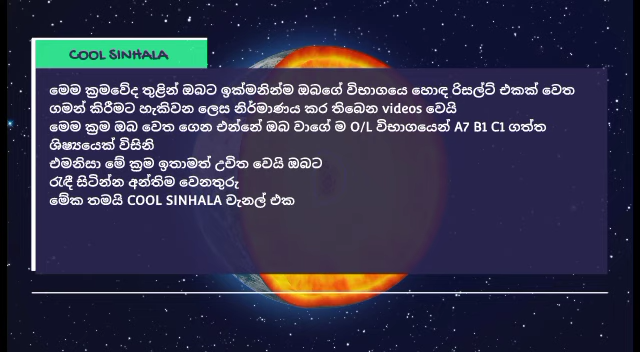 COOL SINHALA
මෙම ක්‍රමවේද තුළින් ඔබට ඉක්මනින්ම ඔබගේ විභාගයෙ හොඳ රිසල්ට් එකක් වෙත
ගමන් කිරීමට හැකිවන ලෙස නිර්මාණය කර තිබෙන videos වෙයි
මෙම ක්‍රම ඔබ වෙත ගෙන එන්නේ ඔබ වාගේ ම O/L විභාගයෙන් A7 B1 C1 ගත්ත
ශිෂ්‍යයෙක් විසිනි
එමනිසා මේ ක්‍රම ඉතාමත් උචිත වෙයි ඔබට
රැඳී සිටින්න අන්තිම වෙනතුරු
මේක තමයි COOL SINHALA චැනල් එක